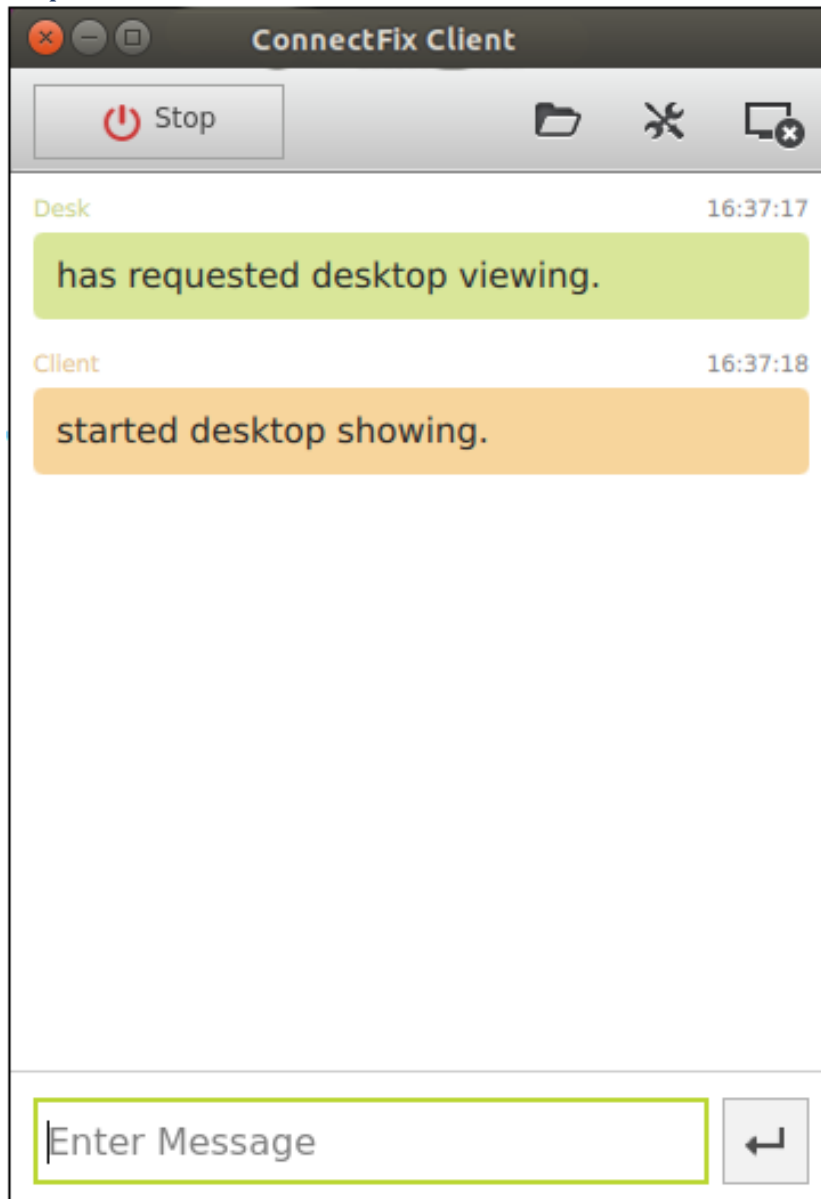 ConnectFix Client
Stop
Desk 16:37:17
has requested desktop viewing.
Client 16:37:18
started desktop showing.
Enter Message